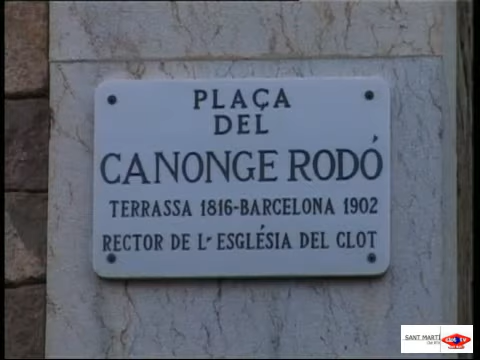 PLAÇA
DEL
CANONGE RODÓ
TERRASSA 1816-BARCELONA 1902
RECTOR DE L'ESGLÉSIA DEL CLOT
SANT MARTÍ